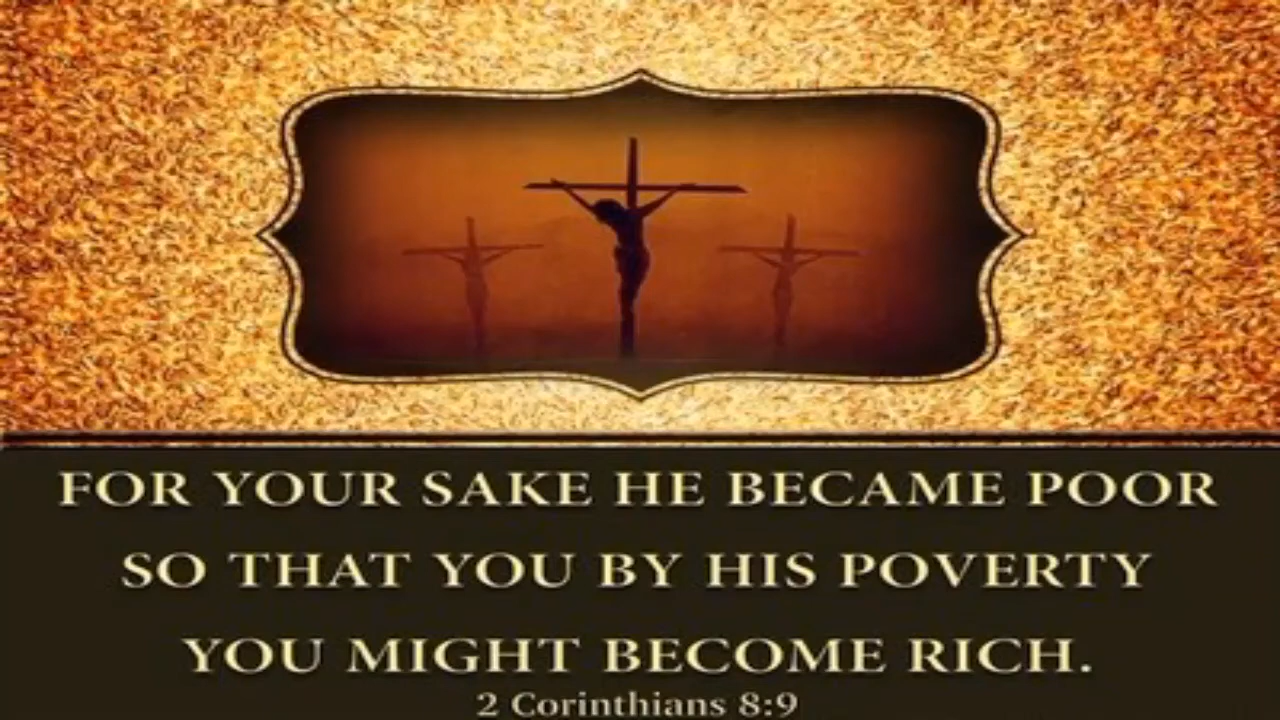 FOR YOUR SAKE HE BECAME POOR
SO THAT YOU BY HIS POVERTY
YOU MIGHT BECOME RICH.
2 Corinthians 8:9